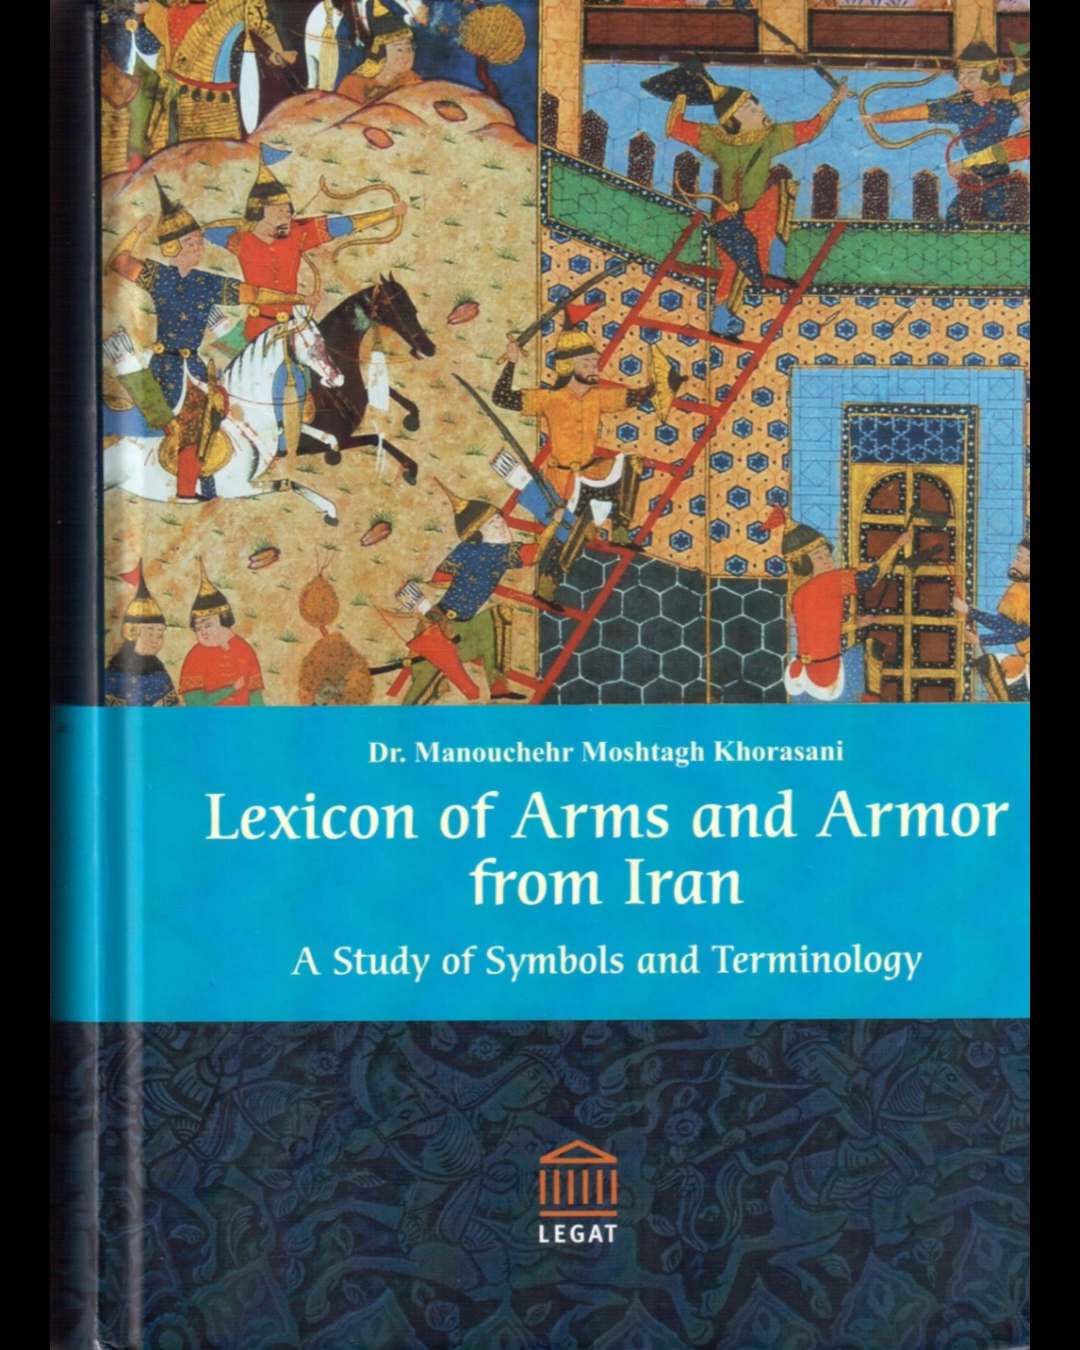 Dr. Manouchehr Moshtagh Khorasani
Lexicon of Arms and Armor
from Iran
A Study of Symbols and Terminology
LEGAT